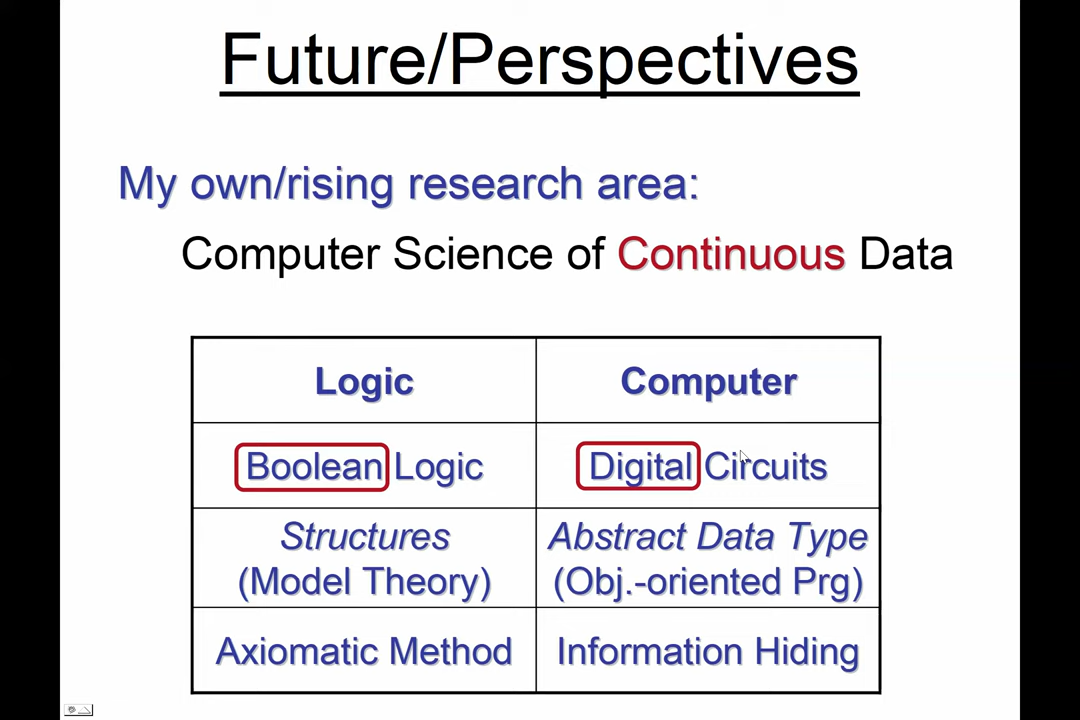 Future/Perspectives
My own/rising research area:
Computer Science of Continuous Data
Logic
Computer
Boolean Logic
Digital Circuits
Structures
(Model Theory)
Abstract Data Type
(Obj.-oriented Prg)
Axiomatic Method
Information Hiding